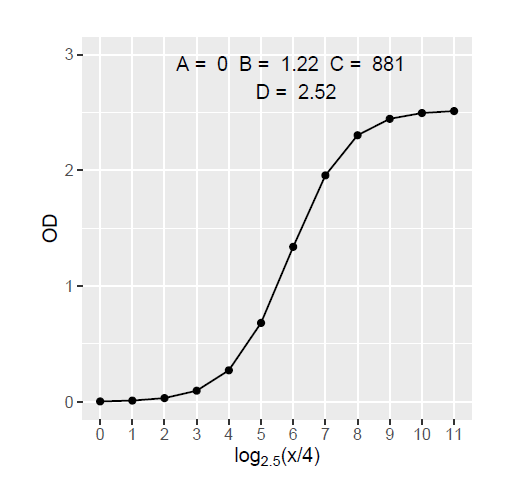 A = 0 B = 1.22 C = 881
D = 2.52
3
2
1
0
OD
0 1 2 3 4 5 6 7 8 9 10 11
log2.5(x/4)